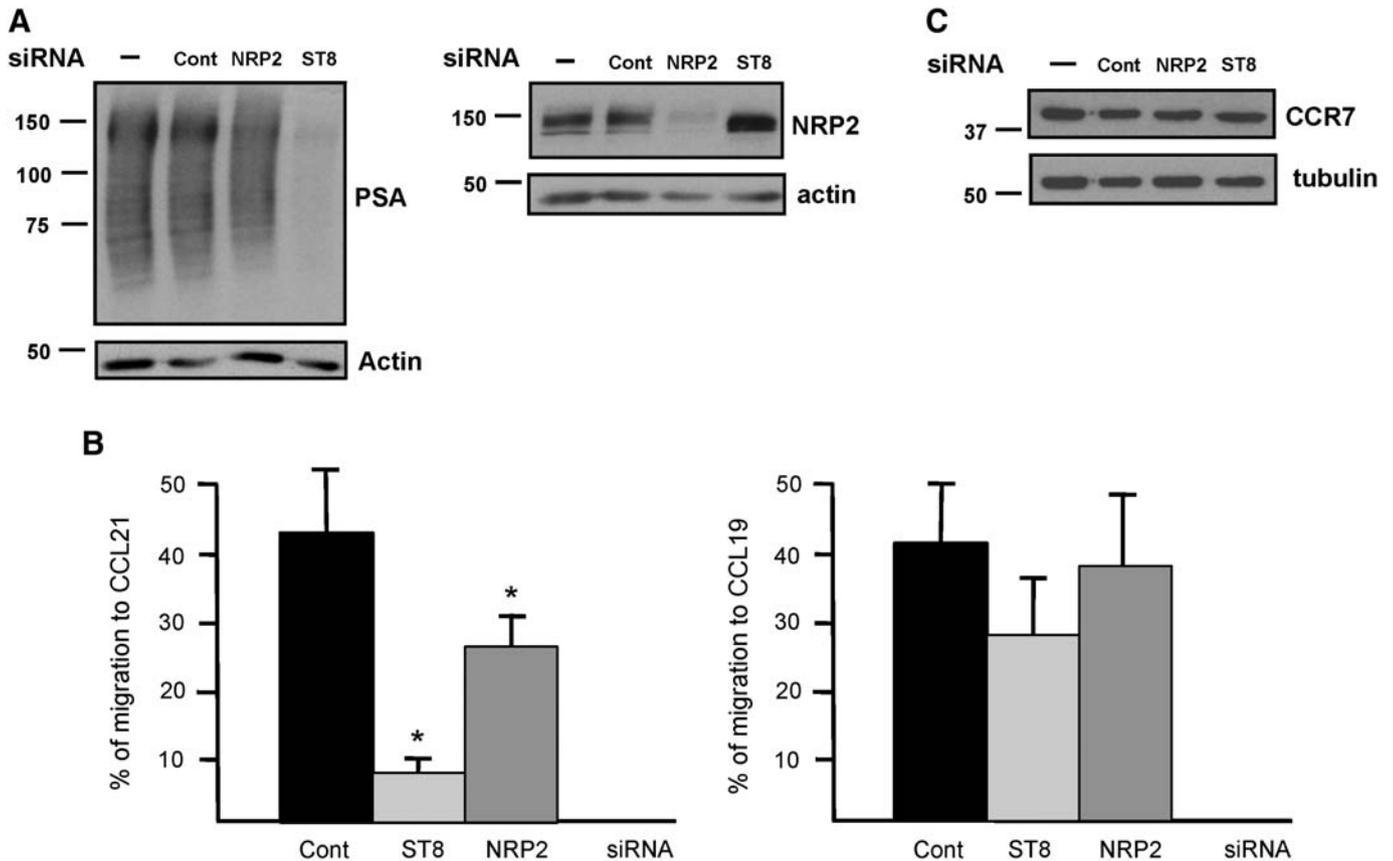 A
siRNA – Cont NRP2 ST8
150
100
75
PSA
50
Actin
siRNA – Cont NRP2 ST8
150
NRP2
50
actin
C
siRNA – Cont NRP2 ST8
37
CCR7
50
tubulin
B
% of migration to CCL21
50
40
30
20
10
*
*
Cont ST8 NRP2 siRNA
% of migration to CCL19
50
40
30
20
10
Cont ST8 NRP2 siRNA